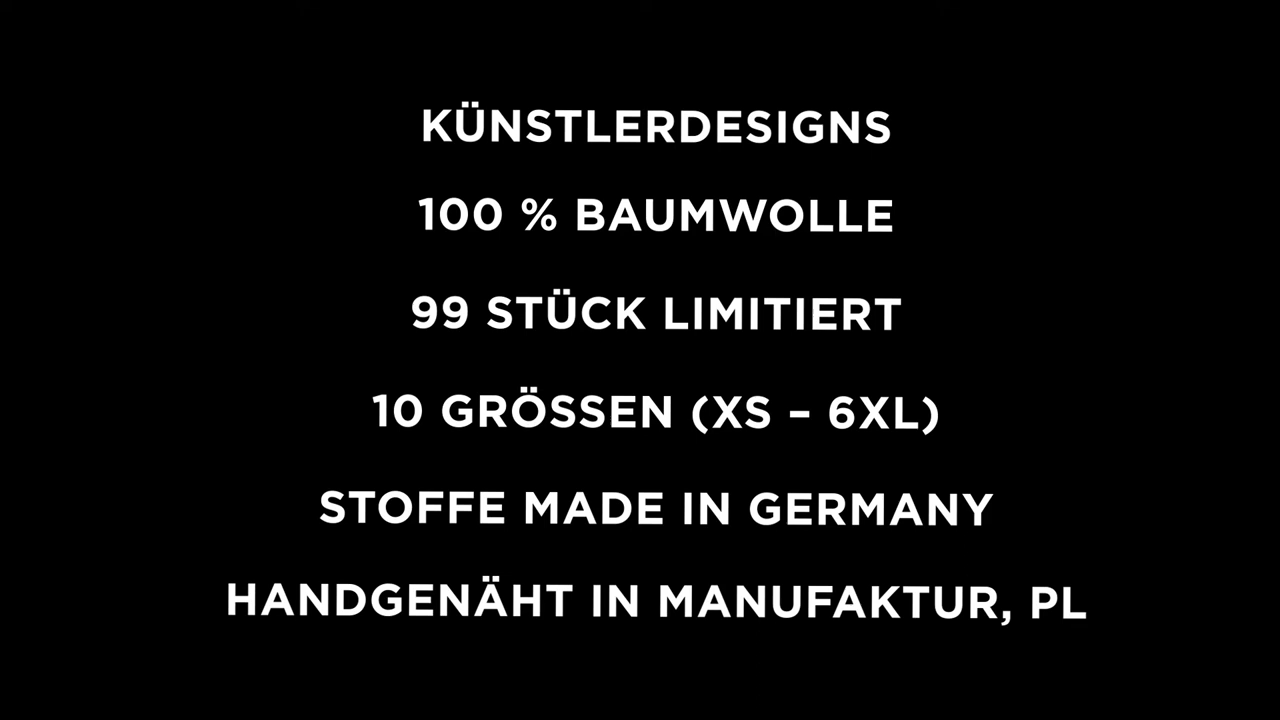 KÜNSTLERDESIGNS
100 % BAUMWOLLE
99 STÜCK LIMITIERT
10 GRÖSSEN (XS – 6XL)
STOFFE MADE IN GERMANY
HANDGENÄHT IN MANUFAKTUR, PL